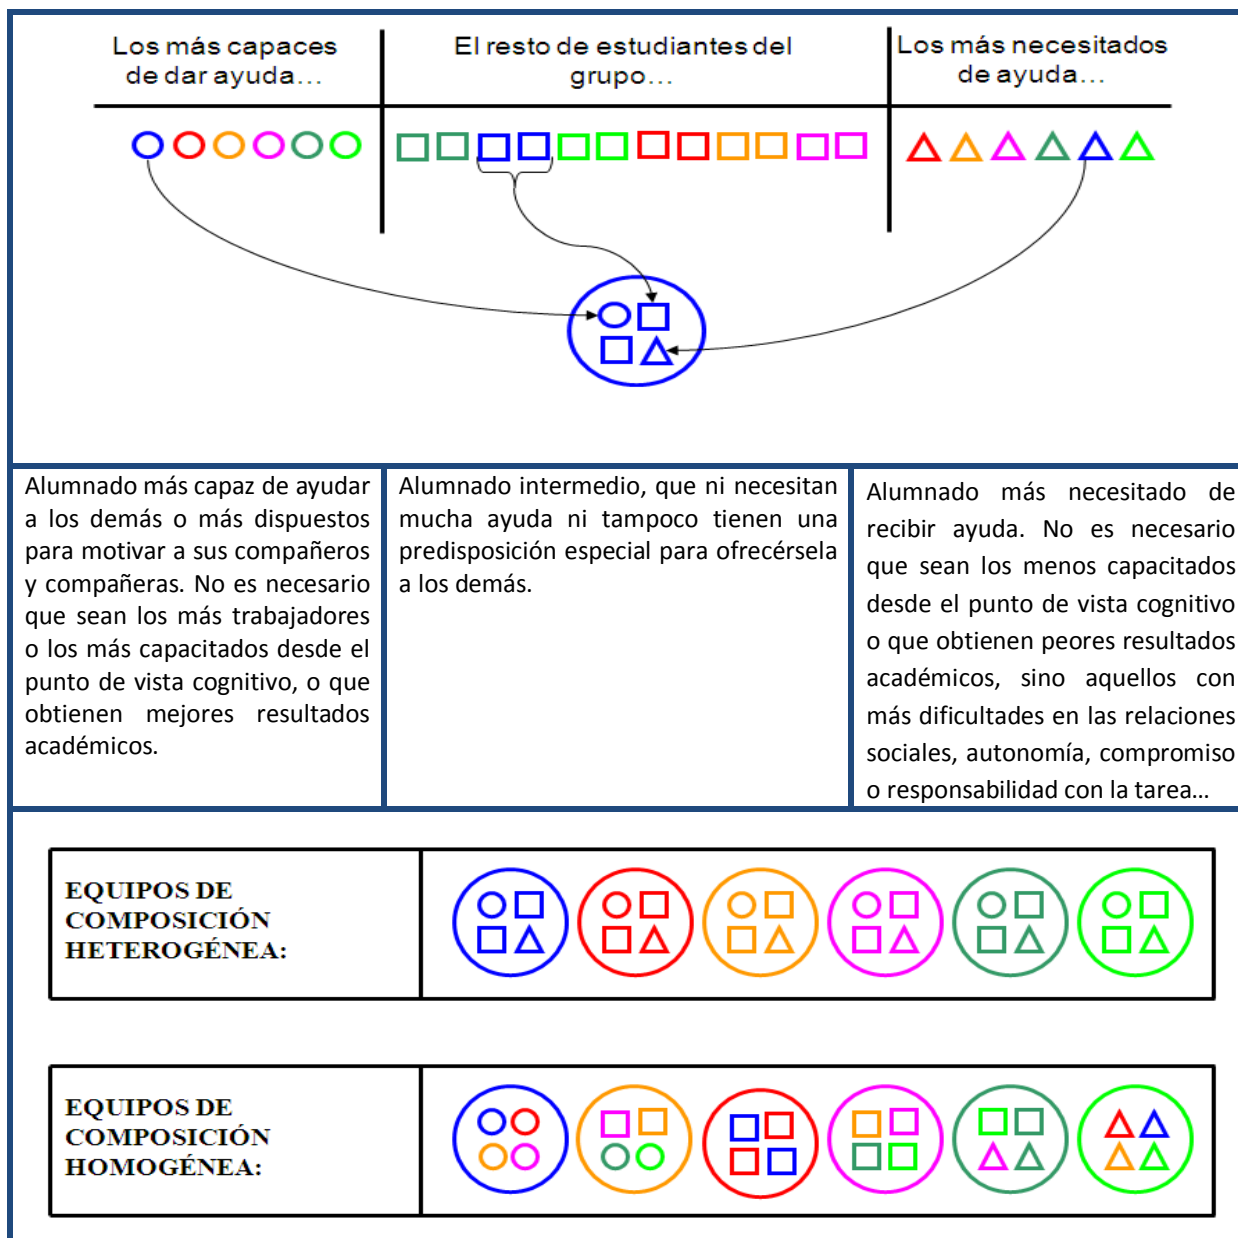 Los más capaces
de dar ayuda...
El resto de estudiantes del
grupo...
Los más necesitados
de ayuda...
Alumnado más capaz de ayudar
a los demás o más dispuestos
para motivar a sus compañeros
y compañeras. No es necesario
que sean los más trabajadores
o los más capacitados desde el
punto de vista cognitivo, o que
obtienen mejores resultados
académicos.
Alumnado intermedio, que ni necesitan
mucha ayuda ni tampoco tienen una
predisposición especial para ofrecérsela
a los demás.
Alumnado más necesitado de
recibir ayuda. No es necesario
que sean los menos capacitados
desde el punto de vista cognitivo
o que obtienen peores resultados
académicos, sino aquellos con
más dificultades en las relaciones
sociales, autonomía, compromiso
o responsabilidad con la tarea…
EQUIPOS DE
COMPOSICIÓN
HETEROGÉNEA:
EQUIPOS DE
COMPOSICIÓN
HOMOGÉNEA: